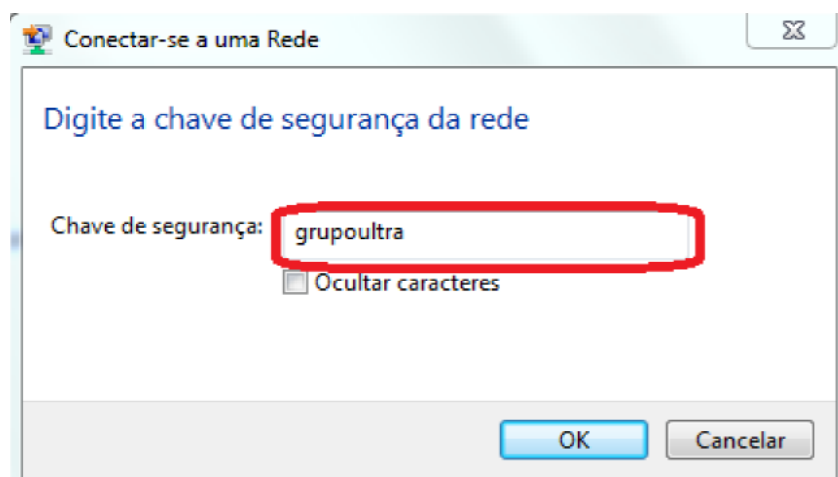 Conectar-se a uma Rede
Digite a chave de segurança da rede
Chave de segurança: grupoultra
Ocultar caracteres
OK Cancelar